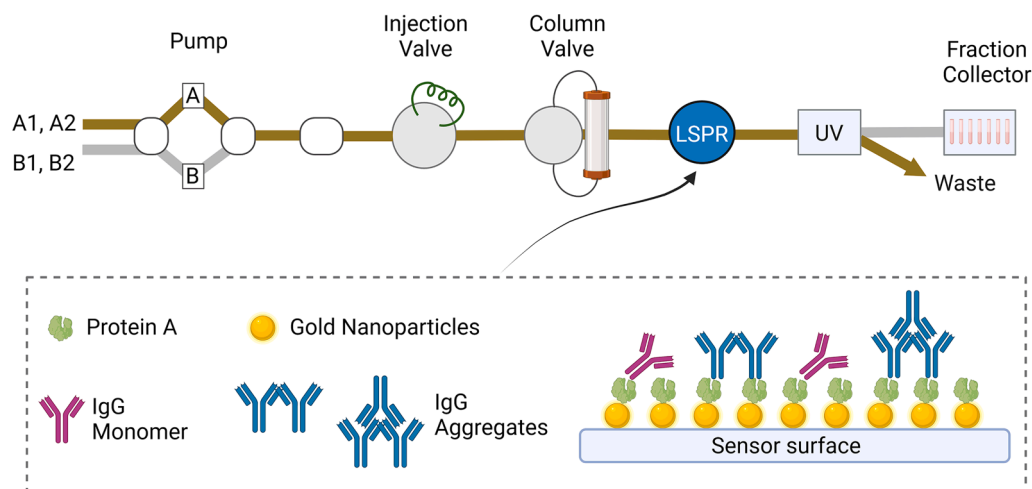 Pump
Injection
Valve
Column
Valve
Fraction
Collector
A1, A2
B1, B2
A
B
LSPR
UV
Waste
Protein A
Gold Nanoparticles
IgG
Monomer
IgG
Aggregates
Sensor surface